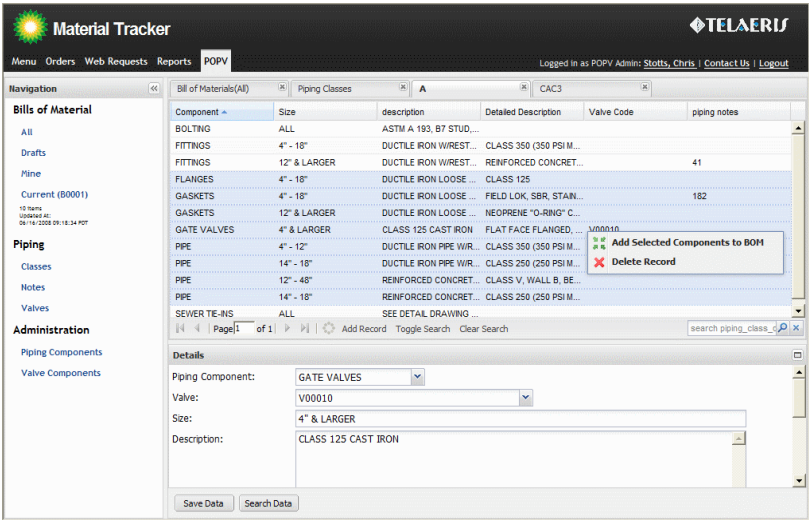 Material Tracker
TELAERIS
Menu Orders Web Requests Reports POPV
Logged in as POPV Admin: Stotts, Chris | Contact Us | Logout
Navigation
Bills of Material
All
Drafts
Mine
Current (B0001)
10 Items
Updated At:
06/16/2008 09:18:34 PDT
Piping
Classes
Notes
Valves
Administration
Piping Components
Valve Components
Bill of Materials(All) Piping Classes A CAC3
Component Size description Detailed Description Valve Code piping notes
BOLTING ALL ASTM A 193, B7 STUD,...
FITTINGS 4" - 18" DUCTILE IRON W/REST... CLASS 350 (350 PSI M...
FITTINGS 12" & LARGER DUCTILE IRON W/REST... REINFORCED CONCRET... 41
FLANGES 4" - 18" DUCTILE IRON LOOSE ... CLASS 125
GASKETS 4" - 18" DUCTILE IRON LOOSE ... FIELD LOK, SBR, STAIN... 182
GASKETS 12" & LARGER DUCTILE IRON LOOSE ... NEOPRENE "O-RING" C...
GATE VALVES 4" & LARGER CLASS 125 CAST IRON FLAT FACE FLANGED, ... V00010
PIPE 4" - 12" DUCTILE IRON PIPE W/R... CLASS 350 (350 PSI M...
PIPE 14" - 18" DUCTILE IRON PIPE W/R... CLASS 250 (250 PSI M...
PIPE 12" - 48" REINFORCED CONCRET... CLASS V, WALL B, BE...
PIPE 14" - 18" REINFORCED CONCRET... CLASS 250 (250 PSI M...
SEWER TIE-INS ALL SEE DETAIL DRAWING ...
Add Selected Components to BOM
Delete Record
Page 1 of 1 Add Record Toggle Search Clear Search search piping_class_c
Details
Piping Component: GATE VALVES
Valve: V00010
Size: 4" & LARGER
Description: CLASS 125 CAST IRON
Save Data Search Data